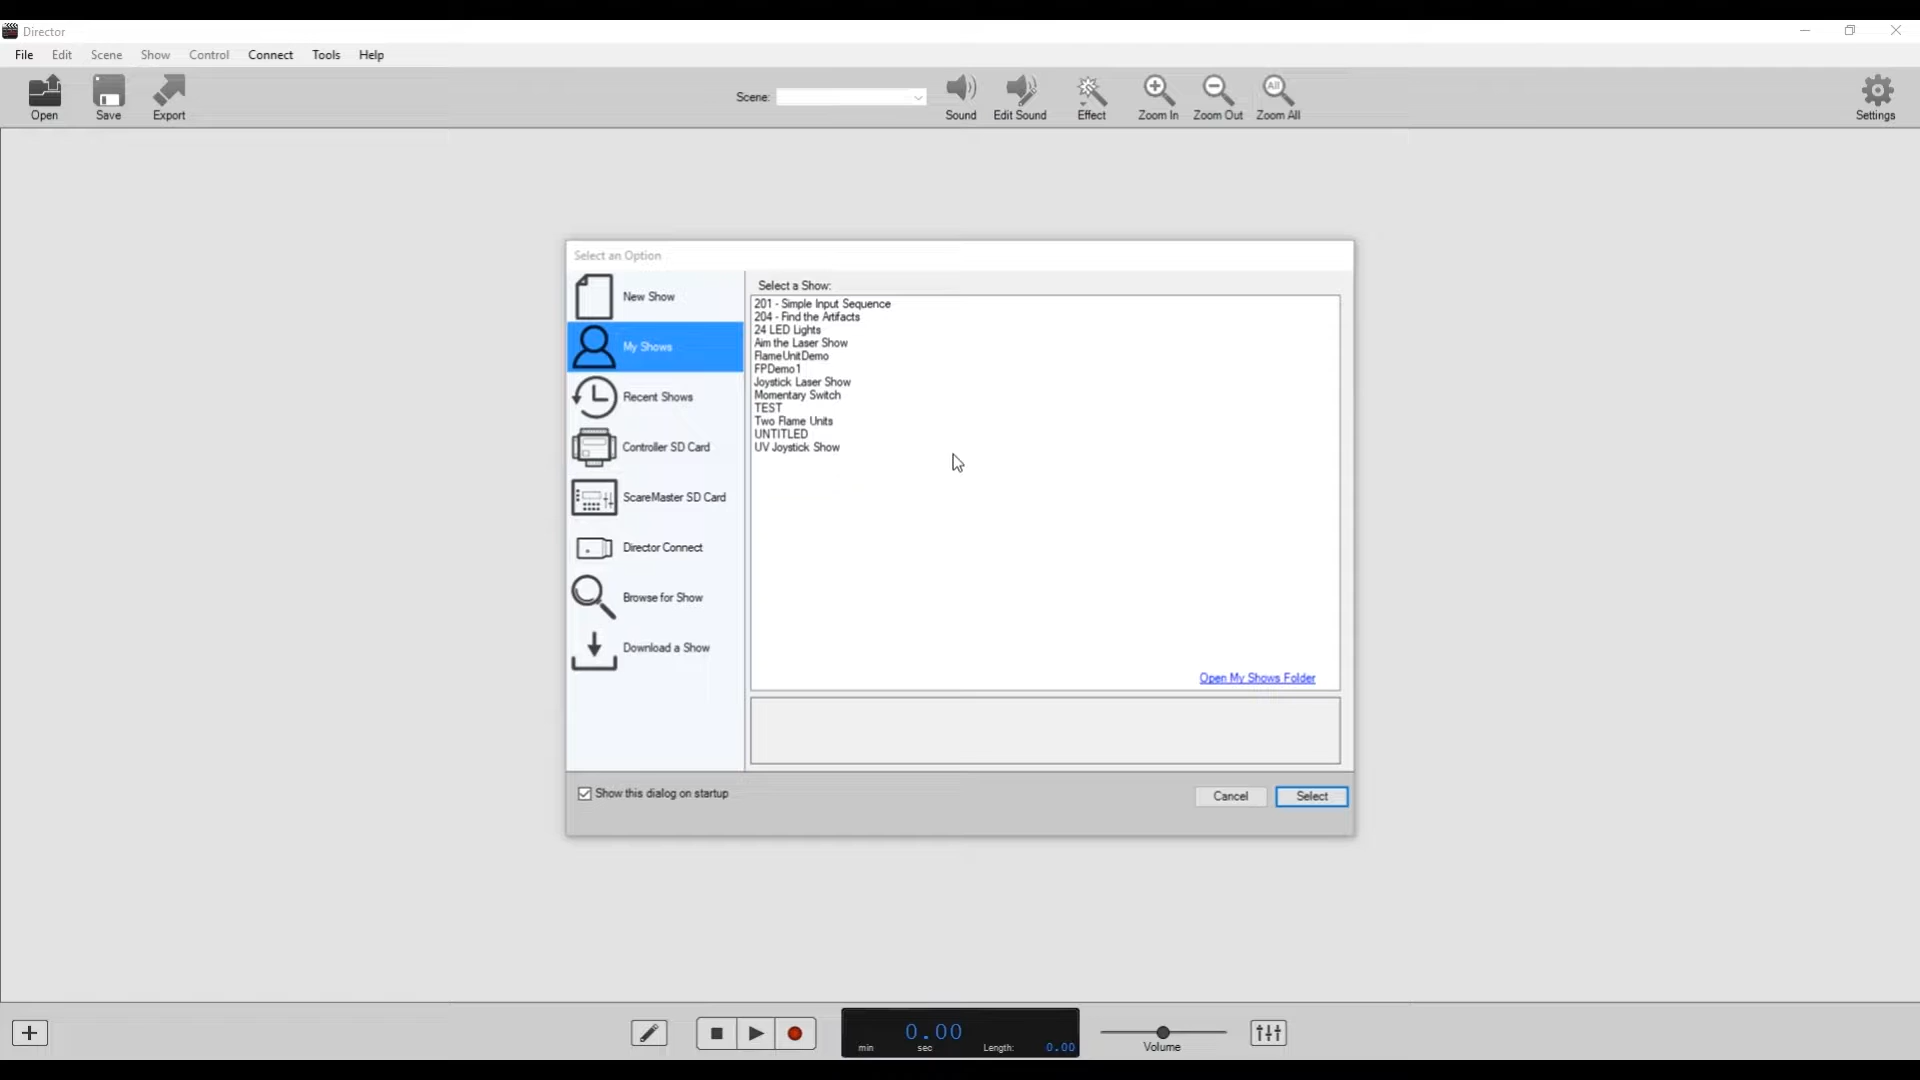 Director
File Edit Scene Show Control Connect Tools Help
Open Save Export Scene: Sound Edit Sound Effect Zoom In Zoom Out All Zoom All Settings
Select an Option
New Show
My Shows
Recent Shows
Controller SD Card
ScareMaster SD Card
Director Connect
Browse for Show
Download a Show
Select a Show:
201 - Simple Input Sequence
204 - Find the Artifacts
24 LED Lights
Aim the Laser Show
FlameUnitDemo
FPDemo1
Joystick Laser Show
Momentary Switch
TEST
Two Flame Units
UNTITLED
UV Joystick Show
Open My Shows Folder
Show this dialog on startup
Cancel Select
0.00
min sec Length: 0.00
Volume